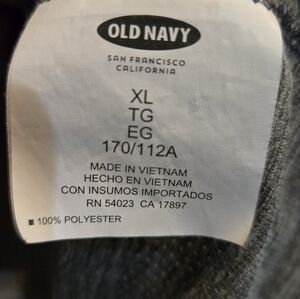 OLD NAVY
SAN FRANCISCO
CALIFORNIA
XL
TG
EG
170/112A
MADE IN VIETNAM
HECHO EN VIETNAM
CON INSUMOS IMPORTADOS
RN 54023 CA 17897
100% POLYESTER